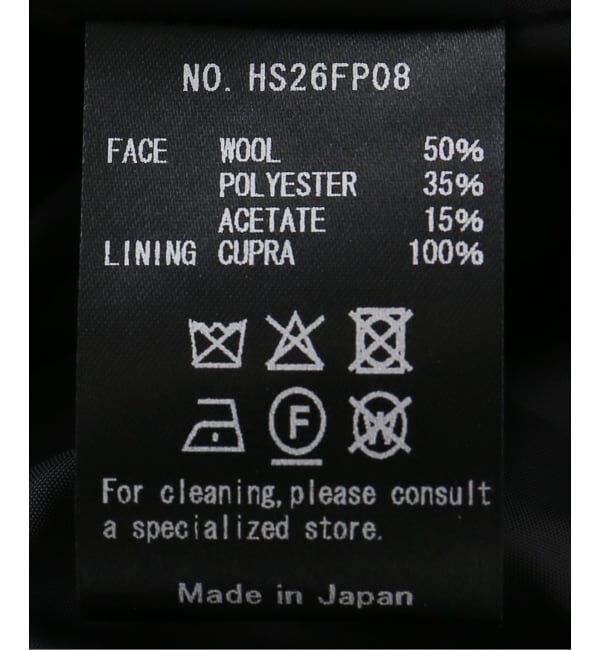 NO. HS26FP08
FACE WOOL 50%
POLYESTER 35%
ACETATE 15%
LINING CUPRA 100%
F W
For cleaning, please consult
a specialized store.
Made in Japan